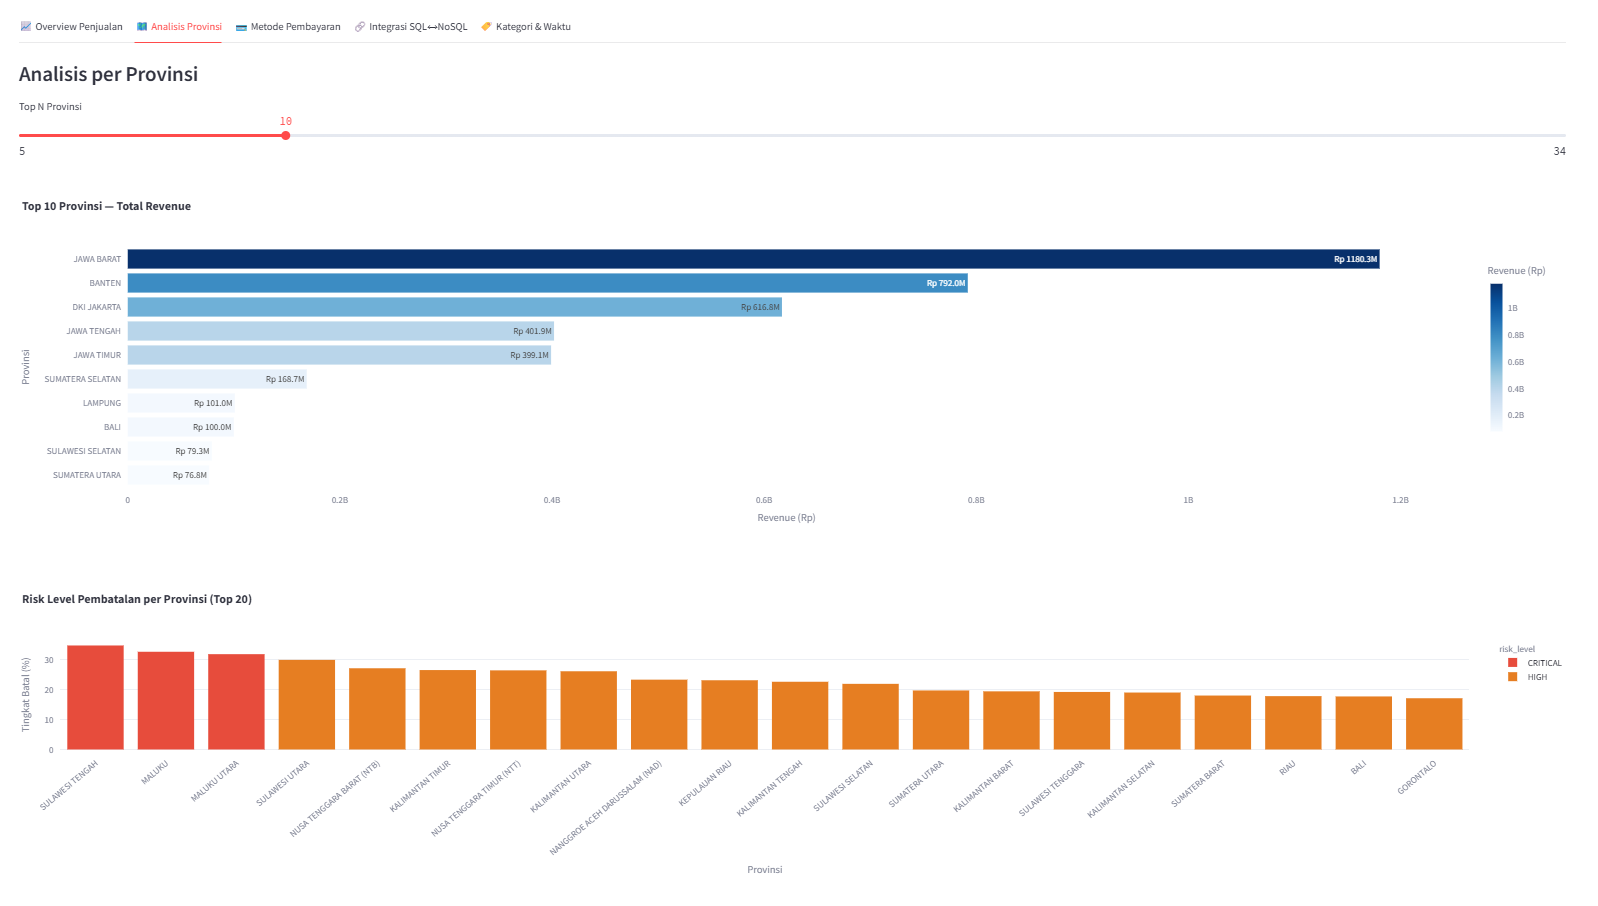 Overview Penjualan
Analisis Provinsi
Metode Pembayaran
Integrasi SQL↔NoSQL
Kategori & Waktu
Analisis per Provinsi
Top N Provinsi
10
5
34
Top 10 Provinsi — Total Revenue
Provinsi
JAWA BARAT
Rp 1180.3M
BANTEN
Rp 792.0M
DKI JAKARTA
Rp 616.8M
JAWA TENGAH
Rp 401.9M
JAWA TIMUR
Rp 399.1M
SUMATERA SELATAN
Rp 168.7M
LAMPUNG
Rp 101.0M
BALI
Rp 100.0M
SULAWESI SELATAN
Rp 79.3M
SUMATERA UTARA
Rp 76.8M
0
0.2B
0.4B
0.6B
0.8B
1B
1.2B
Revenue (Rp)
Revenue (Rp)
1B
0.8B
0.6B
0.4B
0.2B
Risk Level Pembatalan per Provinsi (Top 20)
Tingkat Batal (%)
30
20
10
0
SULAWESI TENGAH
MALUKU
MALUKU UTARA
SULAWESI UTARA
NUSA TENGGARA BARAT (NTB)
KALIMANTAN TIMUR
NUSA TENGGARA TIMUR (NTT)
KALIMANTAN UTARA
NANGGROE ACEH DARUSSALAM (NAD)
KEPULAUAN RIAU
KALIMANTAN TENGAH
SULAWESI SELATAN
SUMATERA UTARA
KALIMANTAN BARAT
SULAWESI TENGGARA
KALIMANTAN SELATAN
SUMATERA BARAT
RIAU
BALI
GORONTALO
Provinsi
risk_level
CRITICAL
HIGH